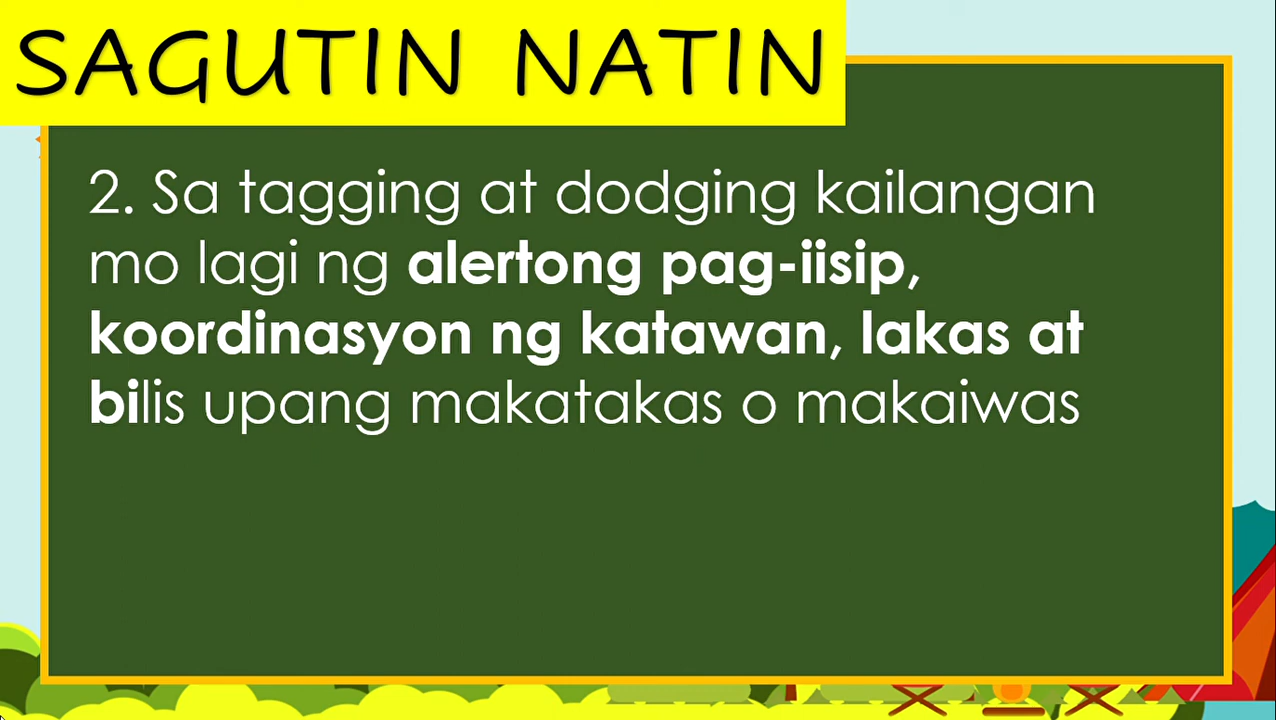 SAGUTIN NATIN
2. Sa tagging at dodging kailangan
mo lagi ng alertong pag-iisip,
koordinasyon ng katawan, lakas at
bilis upang makatakas o makaiwas